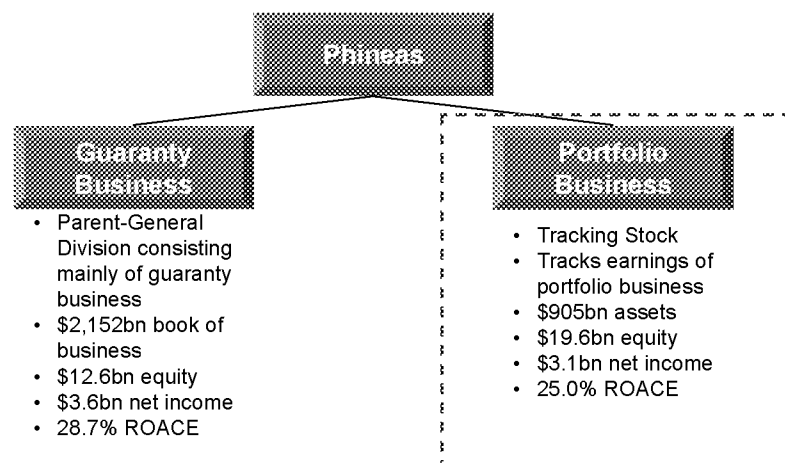 Phineas
Guaranty
Business
• Parent-General
Division consisting
mainly of guaranty
business
• $2,152bn book of
business
• $12.6bn equity
• $3.6bn net income
• 28.7% ROACE
Portfolio
Business
• Tracking Stock
• Tracks earnings of
portfolio business
• $905bn assets
• $19.6bn equity
• $3.1bn net income
• 25.0% ROACE